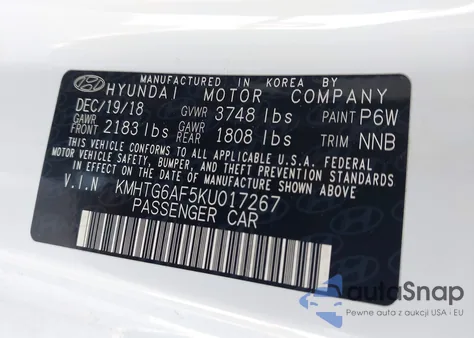 MANUFACTURED IN KOREA BY
HYUNDAI MOTOR COMPANY
DEC/19/18 GVWR 3748 lbs PAINT P6W
GAWR FRONT 2183 lbs GAWR REAR 1808 lbs TRIM NNB
THIS VEHICLE CONFORMS TO ALL APPLICABLE U.S.A. FEDERAL
MOTOR VEHICLE SAFETY, BUMPER, AND THEFT PREVENTION STANDARDS
IN EFFECT ON THE DATE OF MANUFACTURE SHOWN ABOVE.
V.I.N KMHTG6AF5KU017267
PASSENGER CAR
autaSnap
Pewne auta z aukcji USA - EU